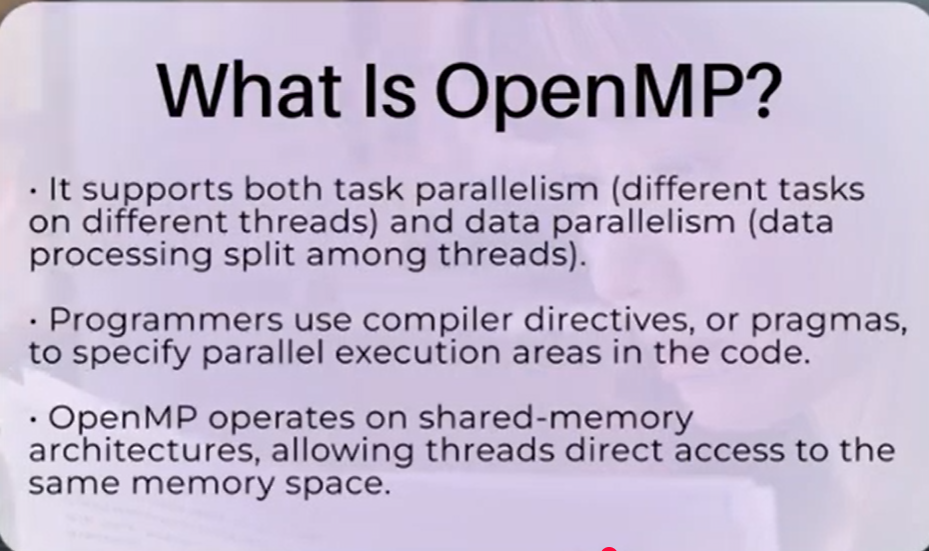 What Is OpenMP?
· It supports both task parallelism (different tasks
on different threads) and data parallelism (data
processing split among threads).
· Programmers use compiler directives, or pragmas,
to specify parallel execution areas in the code.
· OpenMP operates on shared-memory
architectures, allowing threads direct access to the
same memory space.